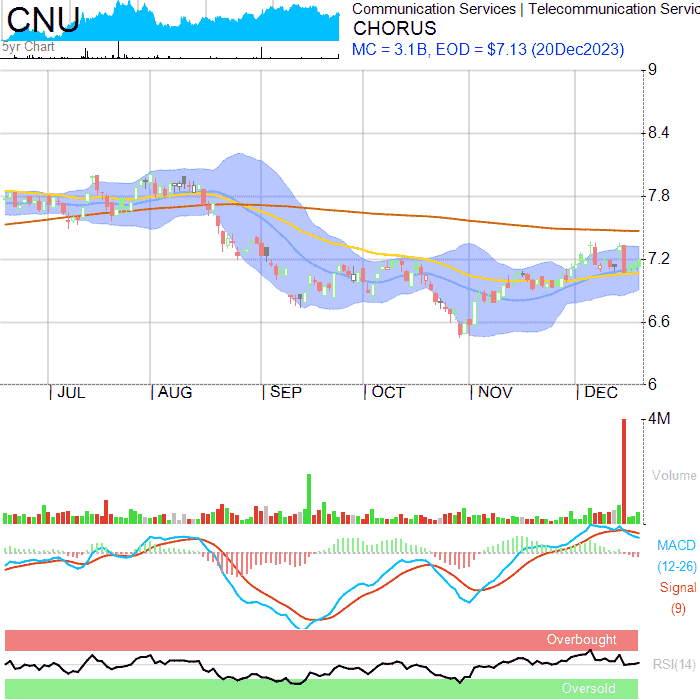 CNU
5yr Chart
Communication Services | Telecommunication Servic
CHORUS
MC = 3.1B, EOD = $7.13 (20Dec2023)
9
8.4
7.8
7.2
6.6
6
JUL
AUG
SEP
OCT
NOV
DEC
4M
Volume
MACD
(12-26)
Signal
(9)
Overbought
RSI(14)
Oversold